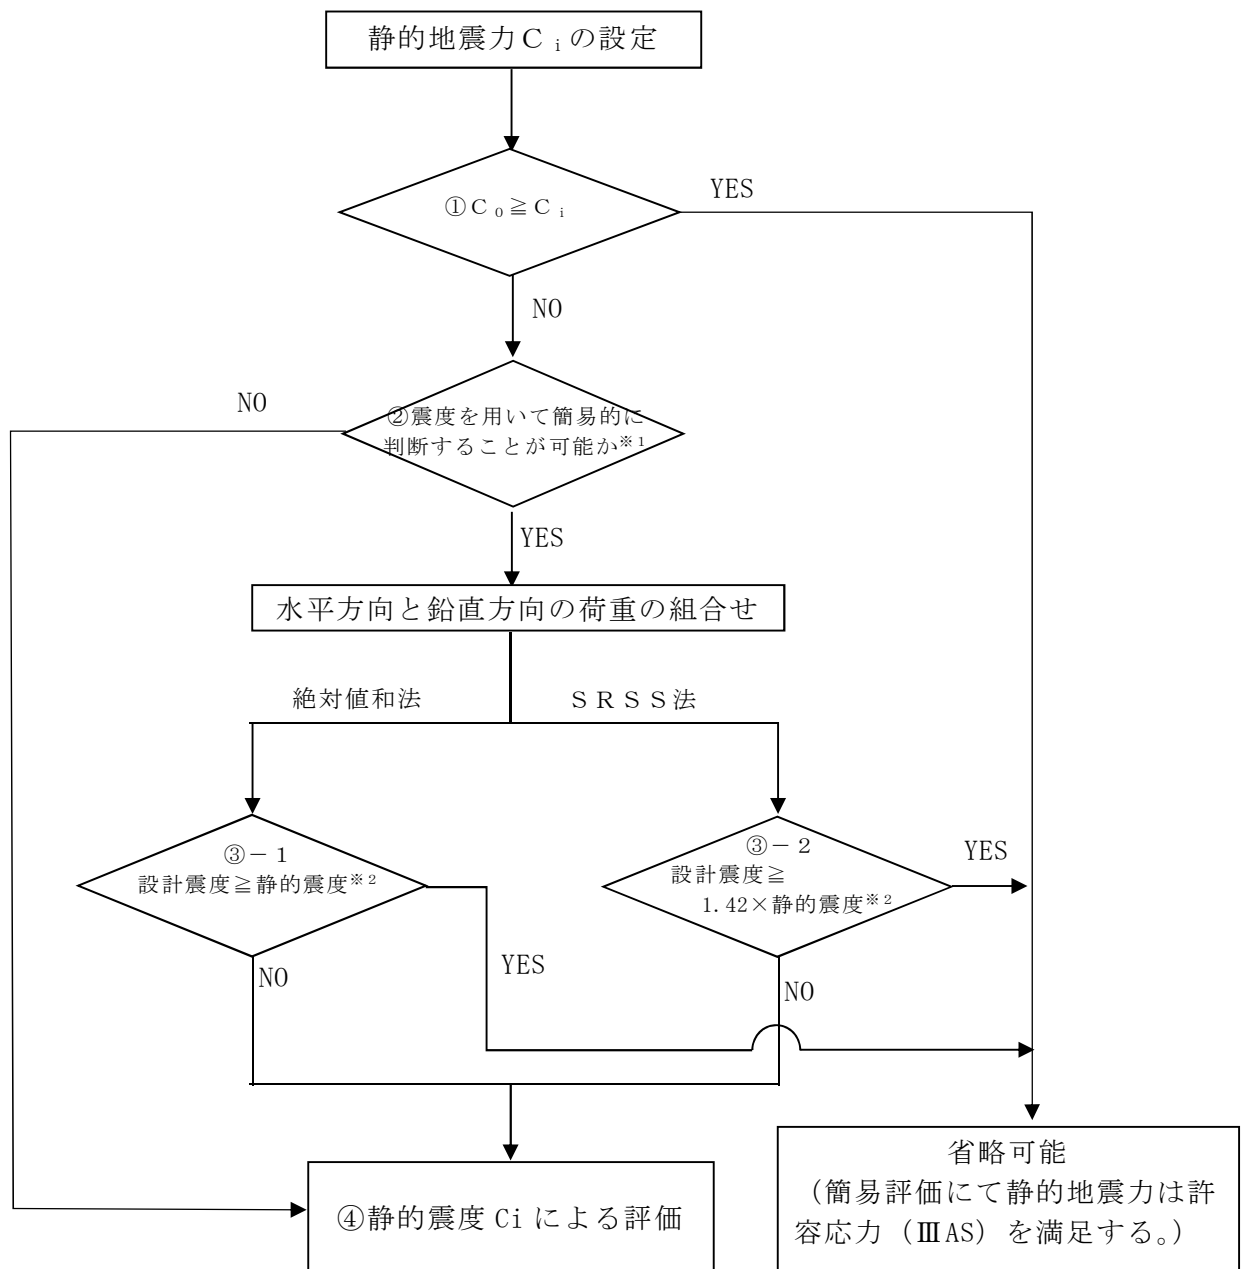 静的地震力Ｃｉの設定
①Ｃ０≧Ｃｉ
YES
NO
②震度を用いて簡易的に
判断することが可能か※1
NO
YES
水平方向と鉛直方向の荷重の組合せ
絶対値和法
ＳＲＳＳ法
③－１
設計震度≧静的震度※2
YES
NO
③－２
設計震度≧
1.42×静的震度※2
YES
NO
④静的震度 Ci による評価
省略可能
（簡易評価にて静的地震力は許
容応力（ⅢAS）を満足する。）